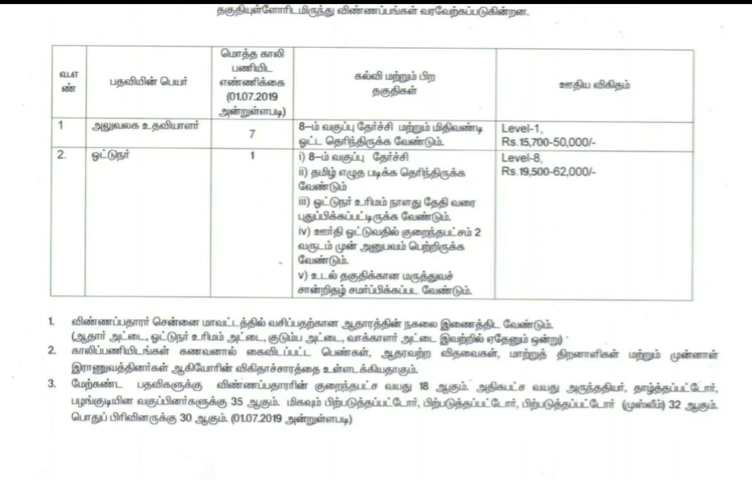 தகுதியுள்ளோரிடமிருந்து விண்ணப்பங்கள் வரவேற்கப்படுகின்றன.
வ.எண்
பதவியின் பெயர்
மொத்த காலி
பணியிட
எண்ணிக்கை
(01.07.2019
அன்றுள்ளபடி)
கல்வி மற்றும் பிற
தகுதிகள்
ஊதிய விகிதம்
1
அலுவலக உதவியாளர்
7
8–ம் வகுப்பு தேர்ச்சி மற்றும் மிதிவண்டி
ஓட்ட தெரிந்திருக்க வேண்டும்.
Level-1,
Rs.15,700-50,000/-
2.
ஓட்டுநர்
1
i) 8–ம் வகுப்பு தேர்ச்சி
ii) தமிழ் எழுத படிக்க தெரிந்திருக்க
வேண்டும்
iii) ஓட்டுநர் உரிமம் நாளது தேதி வரை
புதுப்பிக்கப்பட்டிருக்க வேண்டும்.
iv) ஊர்தி ஓட்டுவதில் குறைந்தபட்சம் 2
வருடம் முன் அனுபவம் பெற்றிருக்க
வேண்டும்.
v) உடல் தகுதிக்கான மருத்துவச்
சான்றிதழ் சமர்ப்பிக்கப்பட வேண்டும்.
Level-8,
Rs.19,500-62,000/-
1. விண்ணப்பதாரர் சென்னை மாவட்டத்தில் வசிப்பதற்கான ஆதாரத்தின் நகலை இணைத்திட வேண்டும்.
(ஆதார் அட்டை, ஓட்டுநர் உரிமம் அட்டை, குடும்ப அட்டை, வாக்காளர் அட்டை இவற்றில் ஏதேனும் ஒன்று)
2. காலிப்பணியிடங்கள் கணவனால் கைவிடப்பட்ட பெண்கள், ஆதரவற்ற விதவைகள், மாற்றுத் திறனாளிகள் மற்றும் முன்னாள்
இராணுவத்தினர்கள் ஆகியோரின் விகிதாச்சாரத்தை உள்ளடக்கியதாகும்.
3. மேற்கண்ட பதவிகளுக்கு விண்ணப்பதாரரின் குறைந்தபட்ச வயது 18 ஆகும். அதிகபட்ச வயது அருந்ததியர், தாழ்த்தப்பட்டோர்,
பழங்குடியின வகுப்பினர்களுக்கு 35 ஆகும். மிகவும் பிற்படுத்தப்பட்டோர், பிற்படுத்தப்பட்டோர், பிற்படுத்தப்பட்டோர் (முஸ்லீம்) 32 ஆகும்.
பொதுப் பிரிவினருக்கு 30 ஆகும். (01.07.2019 அன்றுள்ளபடி)